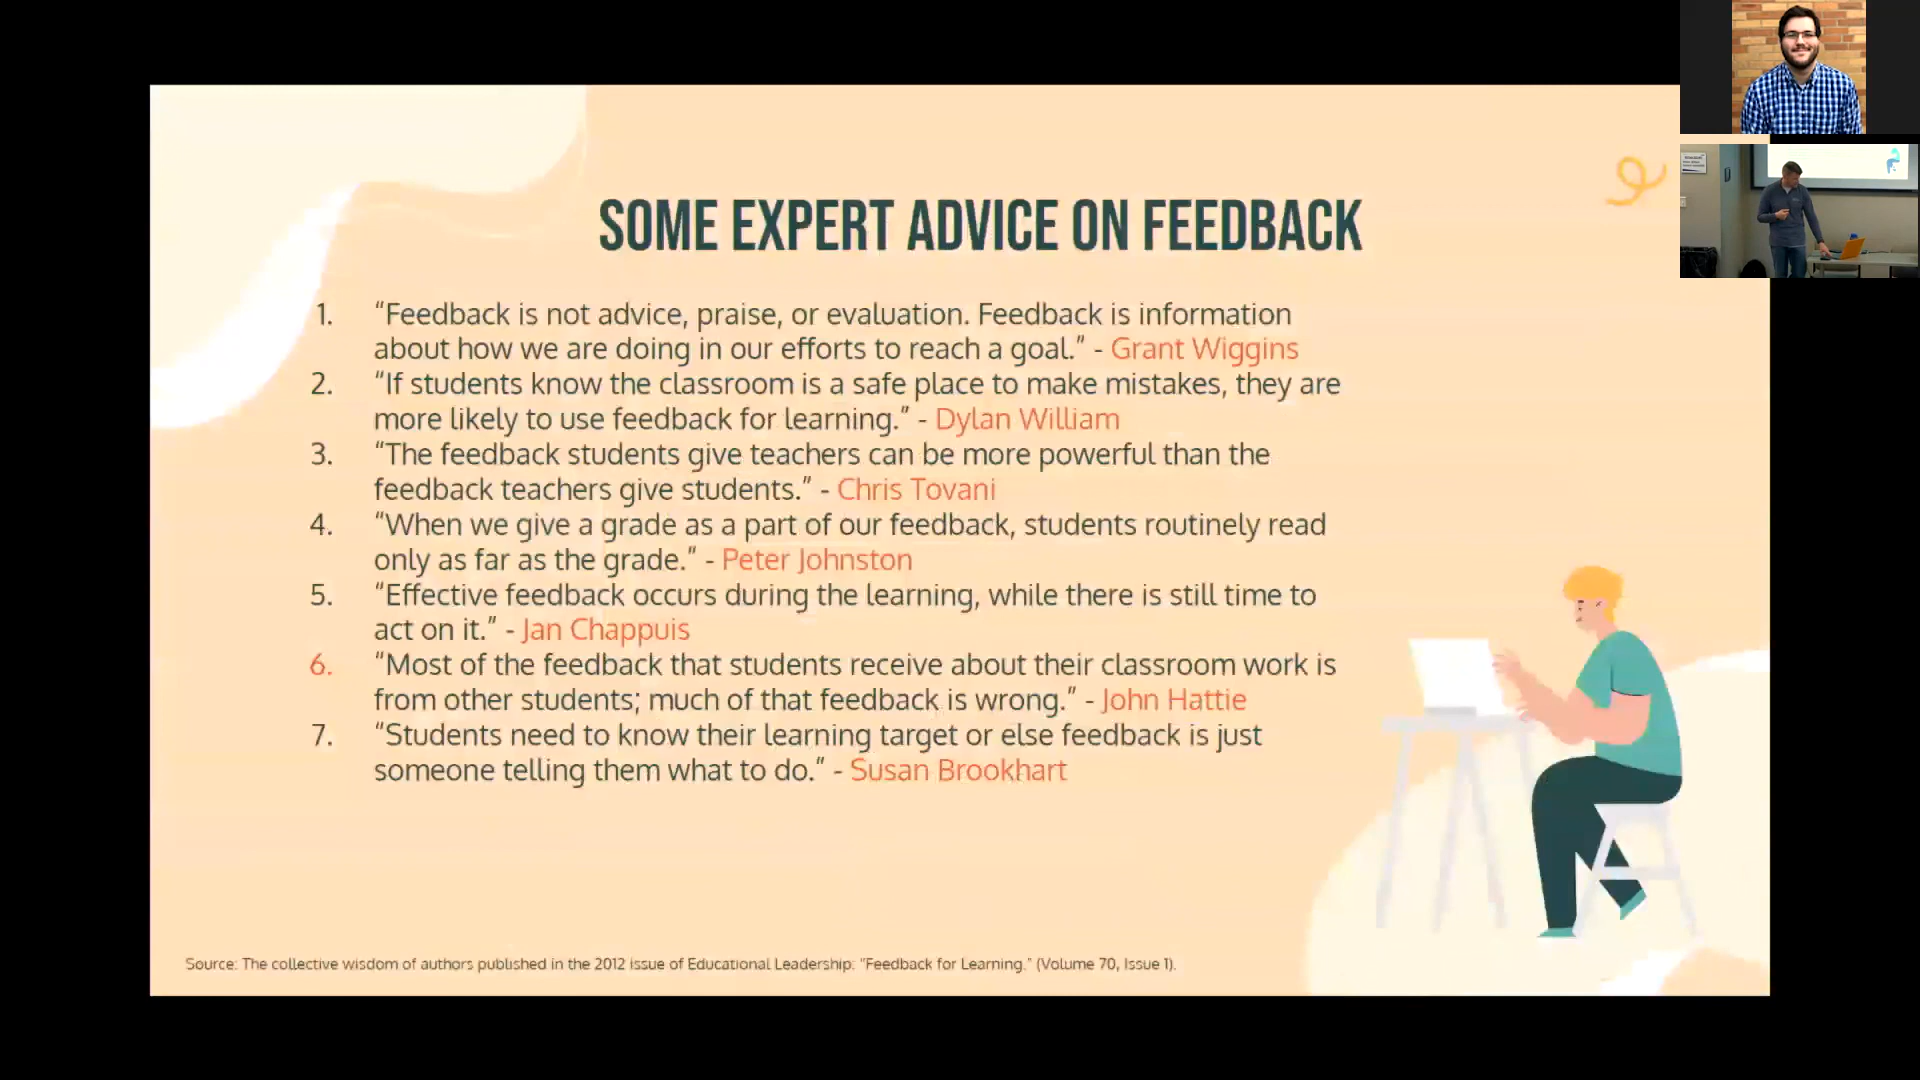 SOME EXPERT ADVICE ON FEEDBACK
1. “Feedback is not advice, praise, or evaluation. Feedback is information
about how we are doing in our efforts to reach a goal.” - Grant Wiggins
2. “If students know the classroom is a safe place to make mistakes, they are
more likely to use feedback for learning.” - Dylan William
3. “The feedback students give teachers can be more powerful than the
feedback teachers give students.” - Chris Tovani
4. “When we give a grade as a part of our feedback, students routinely read
only as far as the grade.” - Peter Johnston
5. “Effective feedback occurs during the learning, while there is still time to
act on it.” - Jan Chappuis
6. “Most of the feedback that students receive about their classroom work is
from other students; much of that feedback is wrong.” - John Hattie
7. “Students need to know their learning target or else feedback is just
someone telling them what to do.” - Susan Brookhart
Source: The collective wisdom of authors published in the 2012 issue of Educational Leadership: “Feedback for Learning.” (Volume 70, Issue 1).